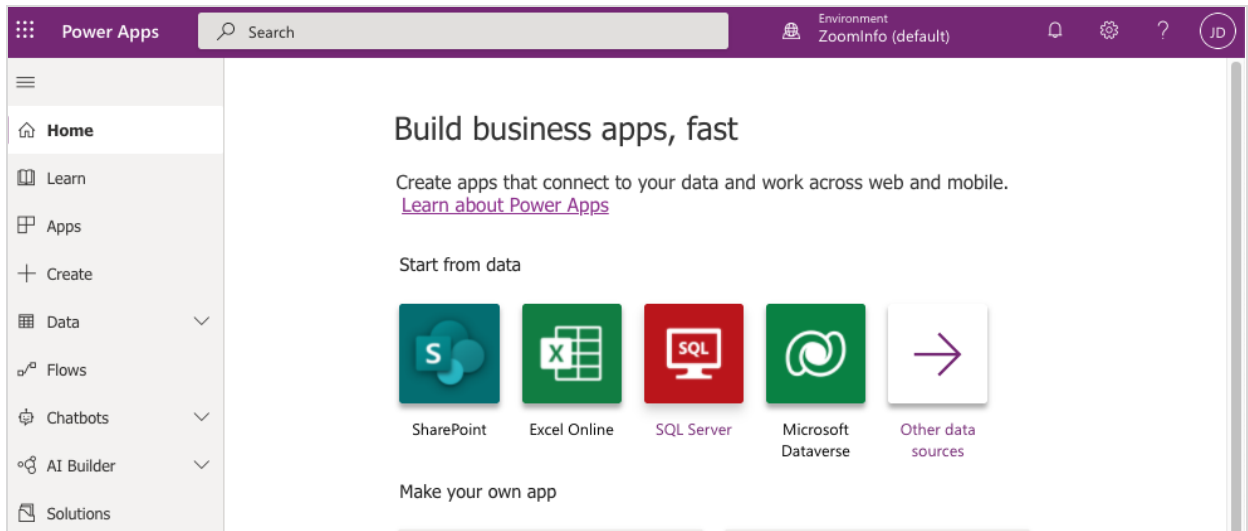 Power Apps
Search
Environment
ZoomInfo (default)
?
JD
Home
Learn
Apps
Create
Data
Flows
Chatbots
AI Builder
Solutions
Build business apps, fast
Create apps that connect to your data and work across web and mobile.
Learn about Power Apps
Start from data
S
X
SQL
SharePoint
Excel Online
SQL Server
Microsoft
Dataverse
Other data
sources
Make your own app